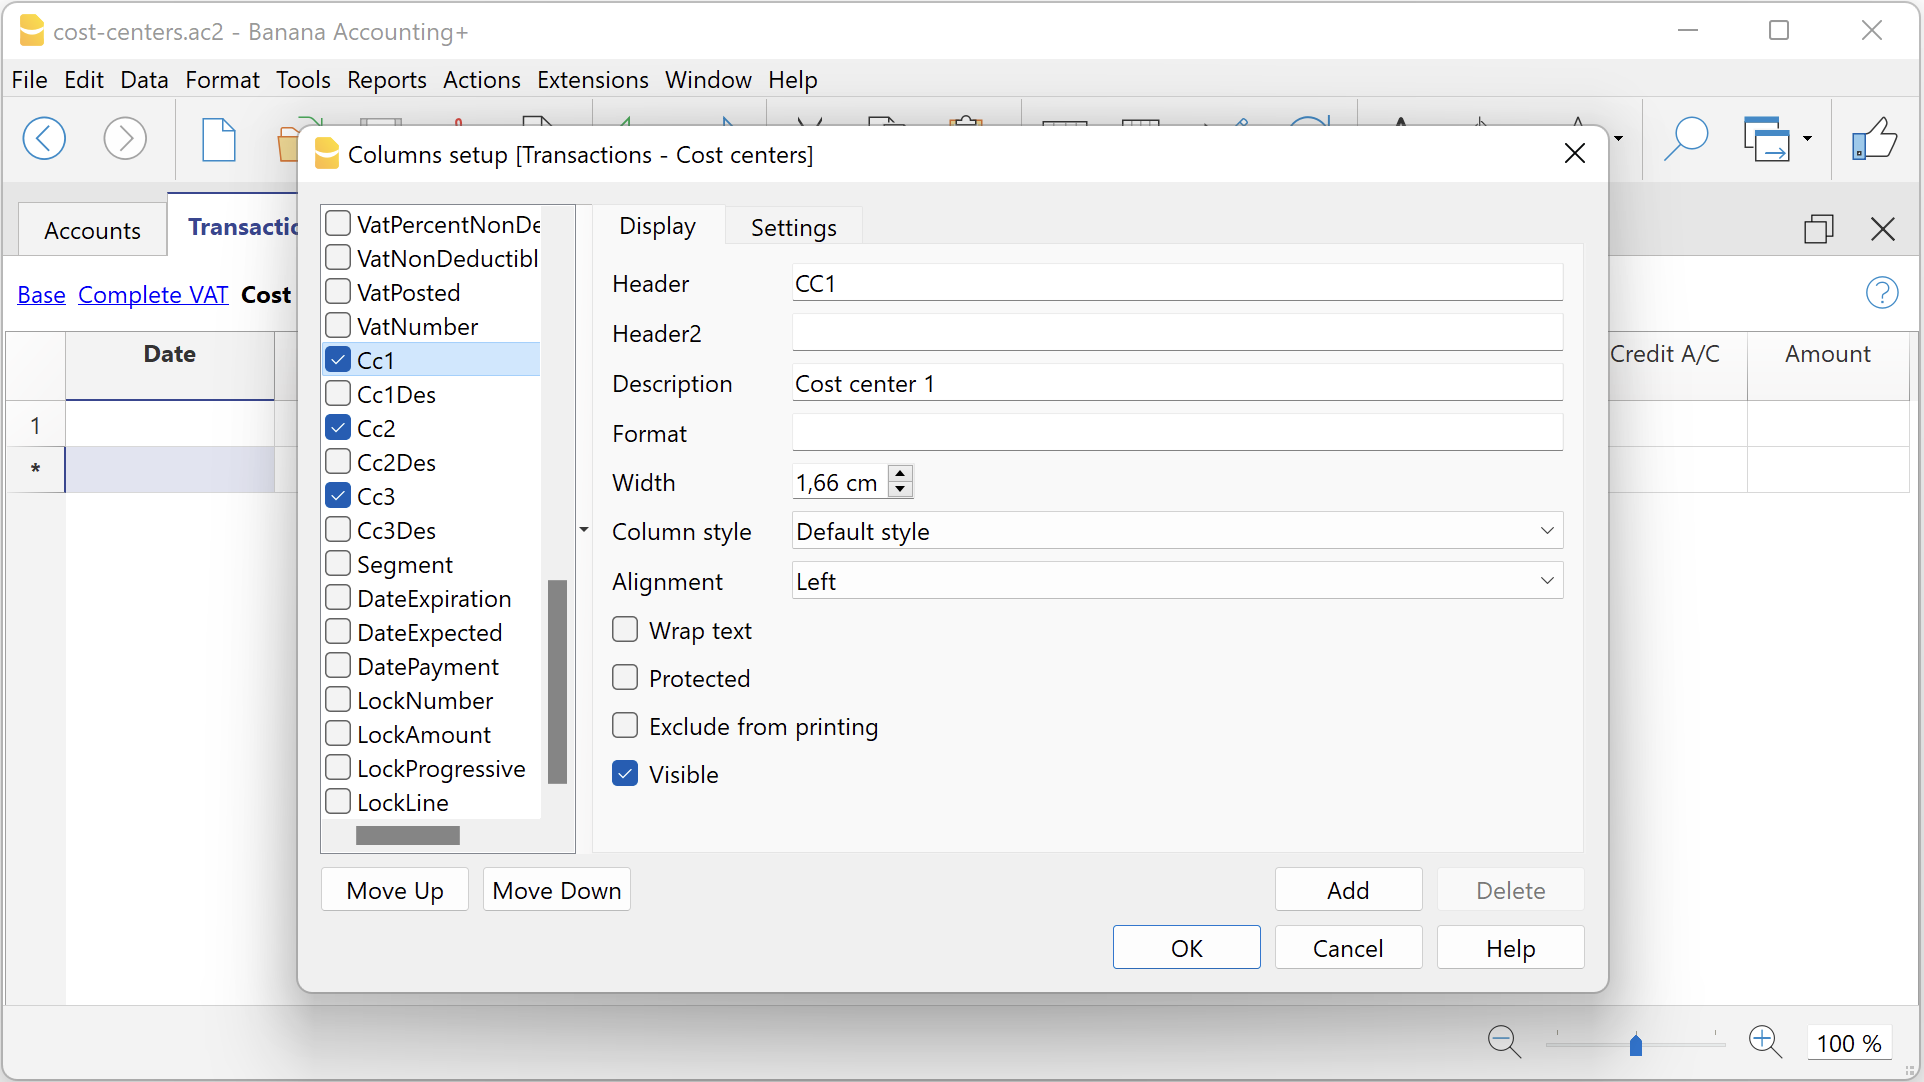 cost-centers.ac2 - Banana Accounting+
File Edit Data Format Tools Reports Actions Extensions Window Help
Columns setup [Transactions - Cost centers]
Accounts
Transactic
Base Complete VAT Cost
Date
Credit A/C
Amount
1
*
VatPercentNonDe
VatNonDeductibl
VatPosted
VatNumber
Cc1
Cc1Des
Cc2
Cc2Des
Cc3
Cc3Des
Segment
DateExpiration
DateExpected
DatePayment
LockNumber
LockAmount
LockProgressive
LockLine
Display
Settings
Header CC1
Header2
Description Cost center 1
Format
Width 1,66 cm
Column style Default style
Alignment Left
Wrap text
Protected
Exclude from printing
Visible
Move Up
Move Down
Add
Delete
OK
Cancel
Help
100 %